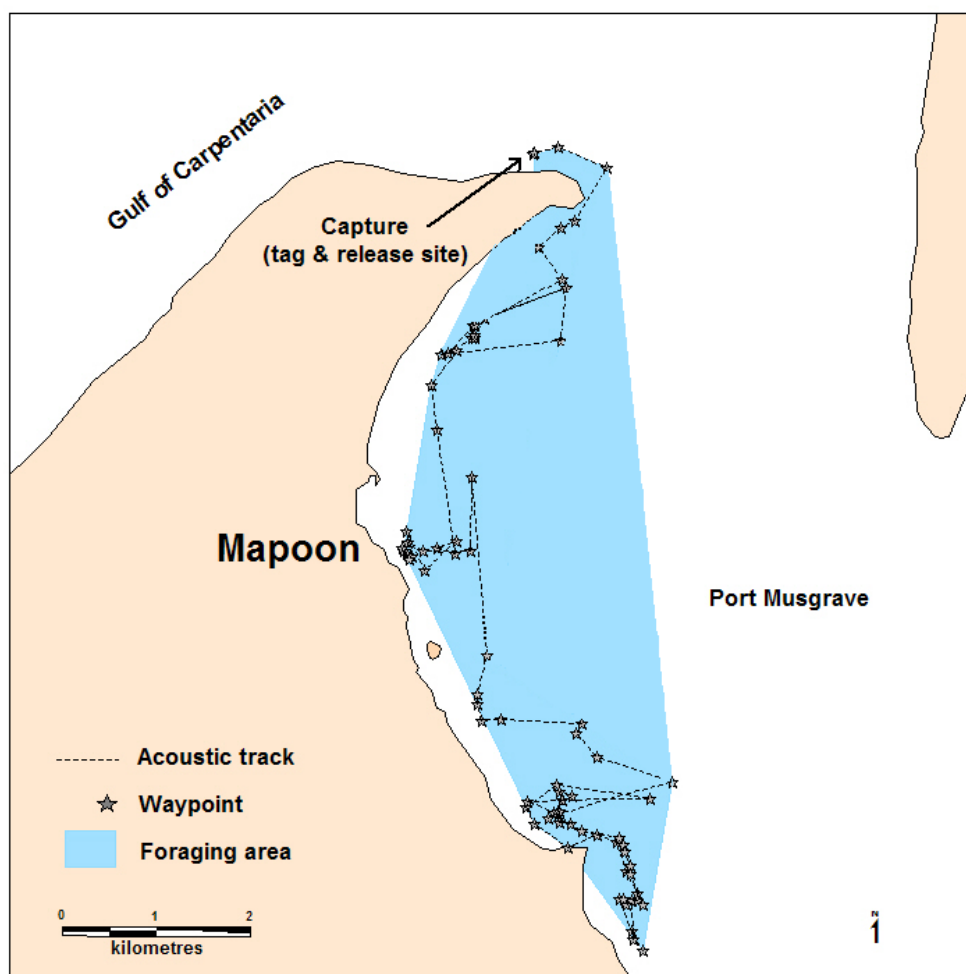 Gulf of Carpentaria
Capture
(tag & release site)
Mapoon
Port Musgrave
Acoustic track
Waypoint
Foraging area
0 1 2
kilometres
N